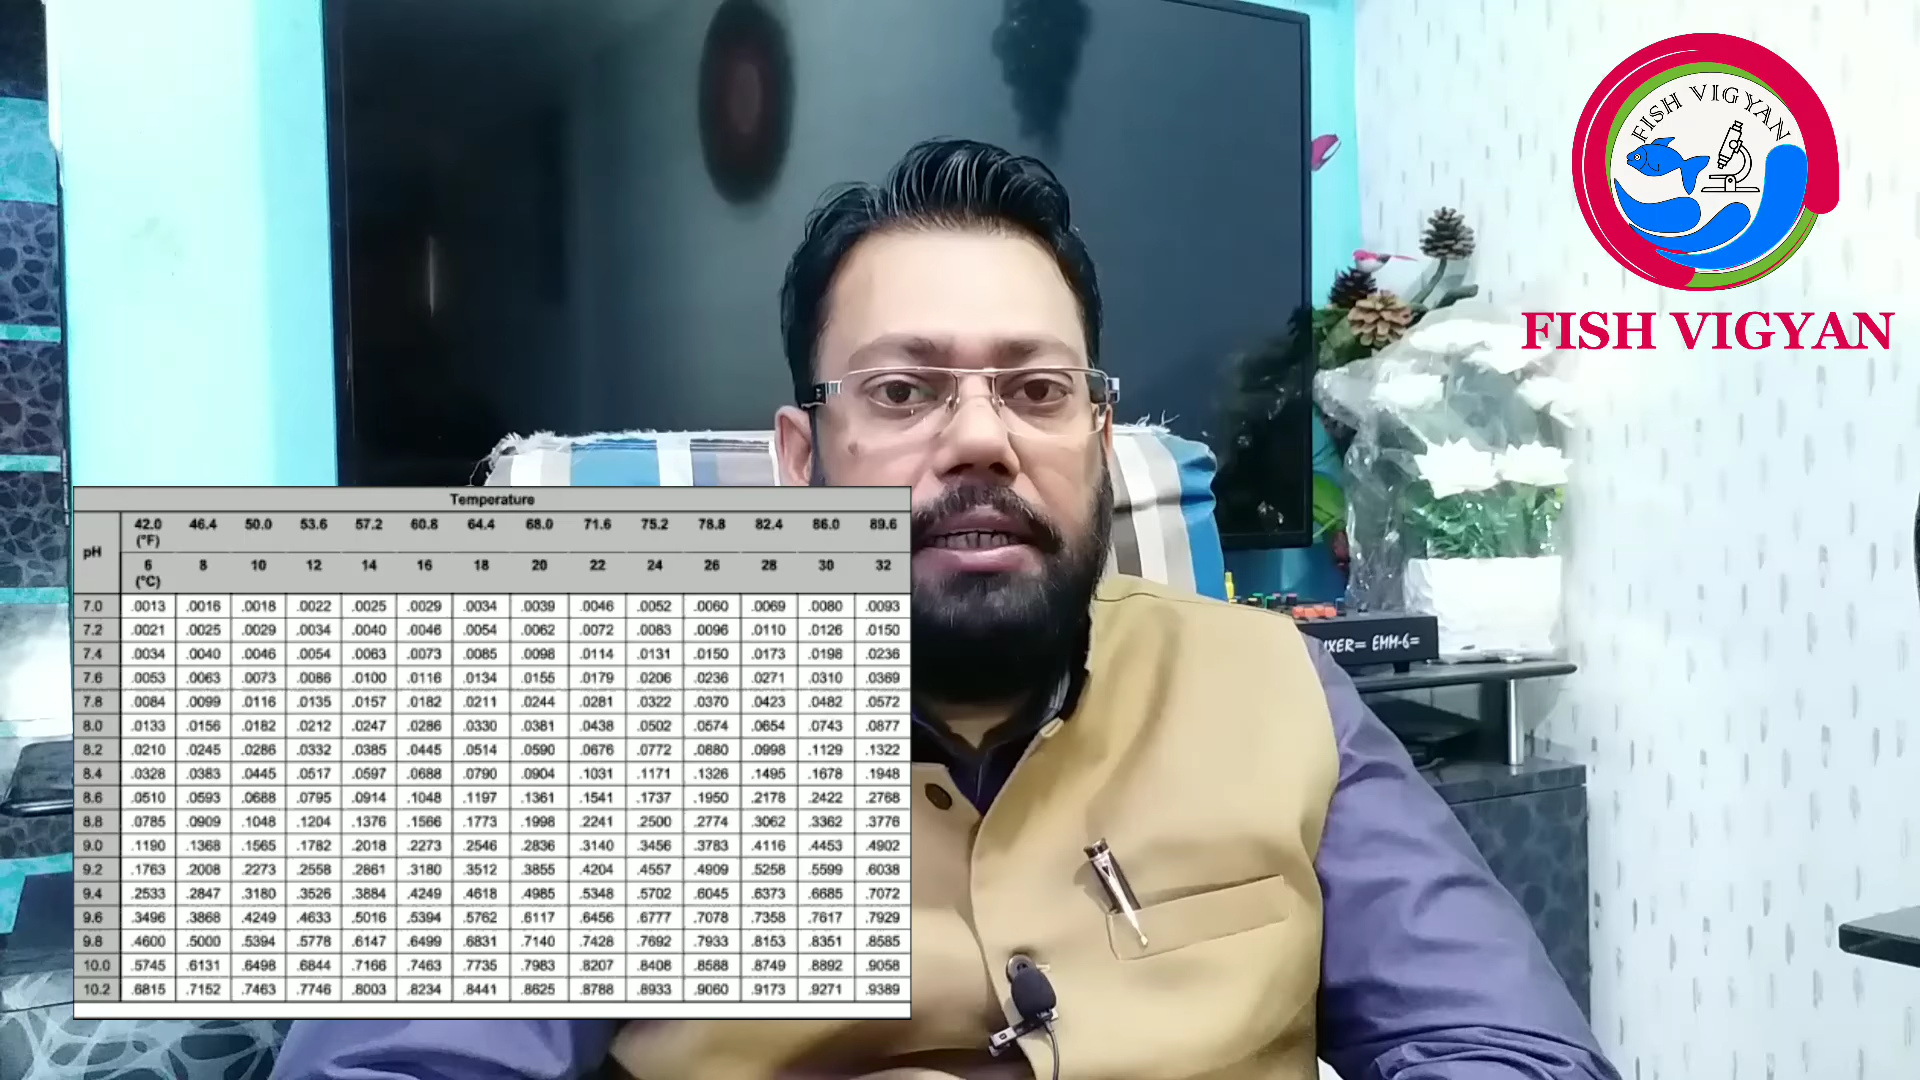 FISH VIGYAN
FISH VIGYAN
Temperature
pH 42.0 (°F) 46.4 50.0 53.6 57.2 60.8 64.4 68.0 71.6 75.2 78.8 82.4 86.0 89.6
6 (°C) 8 10 12 14 16 18 20 22 24 26 28 30 32
7.0 .0013 .0016 .0018 .0022 .0025 .0029 .0034 .0039 .0046 .0052 .0060 .0069 .0080 .0093
7.2 .0021 .0025 .0029 .0034 .0040 .0046 .0054 .0062 .0072 .0083 .0096 .0110 .0126 .0150
7.4 .0034 .0040 .0046 .0054 .0063 .0073 .0085 .0098 .0114 .0131 .0150 .0173 .0198 .0236
7.6 .0053 .0063 .0073 .0086 .0100 .0116 .0134 .0155 .0179 .0206 .0236 .0271 .0310 .0369
7.8 .0084 .0099 .0116 .0135 .0157 .0182 .0211 .0244 .0281 .0322 .0370 .0423 .0482 .0572
8.0 .0133 .0156 .0182 .0212 .0247 .0286 .0330 .0381 .0438 .0502 .0574 .0654 .0743 .0877
8.2 .0210 .0245 .0286 .0332 .0385 .0445 .0514 .0590 .0676 .0772 .0880 .0998 .1129 .1322
8.4 .0328 .0383 .0445 .0517 .0597 .0688 .0790 .0904 .1031 .1171 .1326 .1495 .1678 .1948
8.6 .0510 .0593 .0688 .0795 .0914 .1048 .1197 .1361 .1541 .1737 .1950 .2178 .2422 .2768
8.8 .0785 .0909 .1048 .1204 .1376 .1566 .1773 .1998 .2241 .2500 .2774 .3062 .3362 .3776
9.0 .1190 .1368 .1565 .1782 .2018 .2273 .2546 .2836 .3140 .3456 .3783 .4116 .4453 .4902
9.2 .1763 .2008 .2273 .2558 .2861 .3180 .3512 .3855 .4204 .4557 .4909 .5258 .5599 .6038
9.4 .2533 .2847 .3180 .3526 .3884 .4249 .4618 .4985 .5348 .5702 .6045 .6373 .6685 .7072
9.6 .3496 .3868 .4249 .4633 .5016 .5394 .5762 .6117 .6456 .6777 .7078 .7358 .7617 .7929
9.8 .4600 .5000 .5394 .5778 .6147 .6499 .6831 .7140 .7428 .7692 .7933 .8153 .8351 .8585
10.0 .5745 .6131 .6498 .6844 .7166 .7463 .7735 .7983 .8207 .8408 .8588 .8749 .8892 .9058
10.2 .6815 .7152 .7463 .7746 .8003 .8234 .8441 .8625 .8788 .8933 .9060 .9173 .9271 .9389
EMM-6=